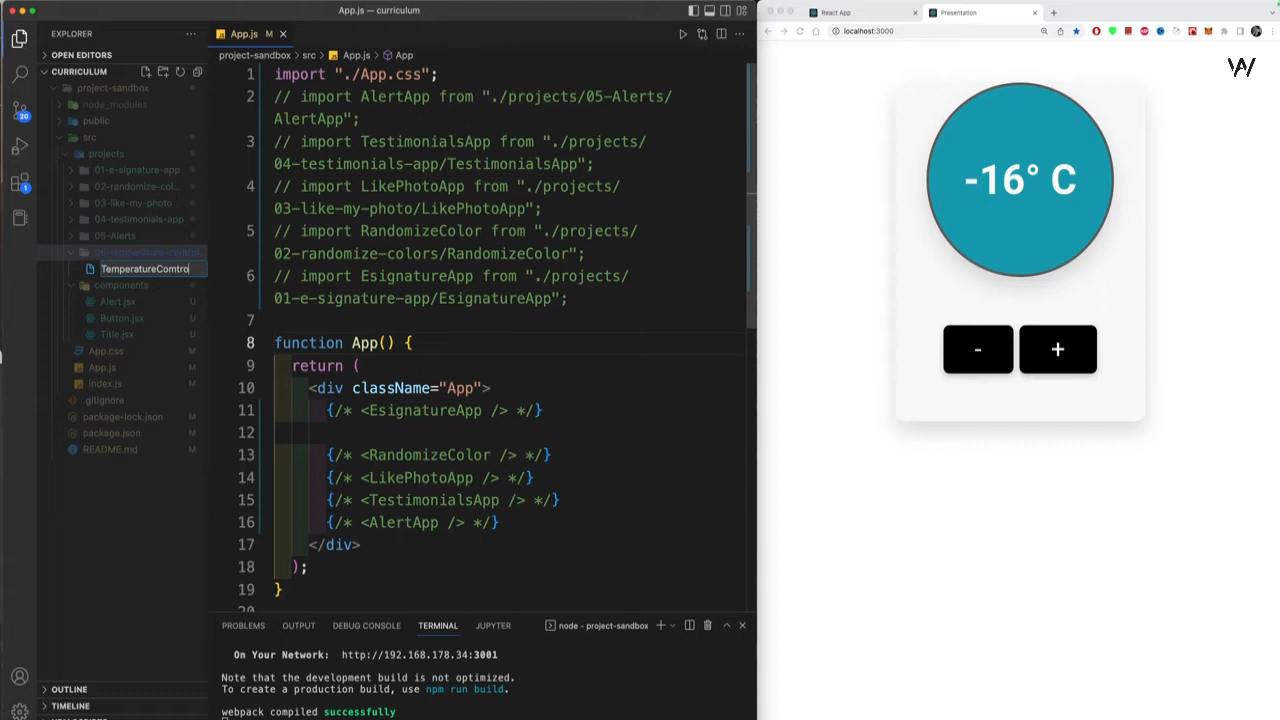 App.js — curriculum
EXPLORER
OPEN EDITORS
CURRICULUM
project-sandbox
node_modules
public
src
projects
01-e-signature-app
02-randomize-col...
03-like-my-photo
04-testimonials-app
05-Alerts
06-temperature-control...
TemperatureComtro
components
Alert.jsx U
Button.jsx U
Title.jsx U
App.css M
App.js M
index.js M
.gitignore
package-lock.json M
package.json M
README.md M
OUTLINE
TIMELINE
20
1
App.js M
project-sandbox > src > App.js > App
1 import "./App.css";
2 // import AlertApp from "./projects/05-Alerts/
AlertApp";
3 // import TestimonialsApp from "./projects/
04-testimonials-app/TestimonialsApp";
4 // import LikePhotoApp from "./projects/
03-like-my-photo/LikePhotoApp";
5 // import RandomizeColor from "./projects/
02-randomize-colors/RandomizeColor";
6 // import EsignatureApp from "./projects/
01-e-signature-app/EsignatureApp";
7
8 function App() {
9 return (
10 <div className="App">
11 {/* <EsignatureApp /> */}
12
13 {/* <RandomizeColor /> */}
14 {/* <LikePhotoApp /> */}
15 {/* <TestimonialsApp /> */}
16 {/* <AlertApp /> */}
17 </div>
18 );
19 }
20
PROBLEMS OUTPUT DEBUG CONSOLE TERMINAL JUPYTER node - project-sandbox
On Your Network: http://192.168.178.34:3001
Note that the development build is not optimized.
To create a production build, use npm run build.
webpack compiled successfully
React App
Presentation
localhost:3000
W
-16° C
-
+